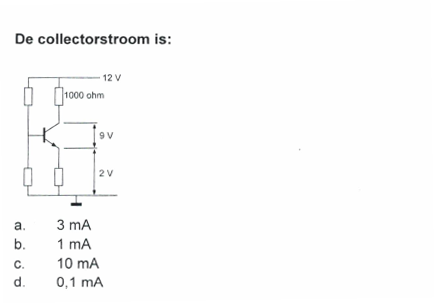 De collectorstroom is:
12 V
1000 ohm
9 V
2 V
a. 3 mA
b. 1 mA
c. 10 mA
d. 0,1 mA